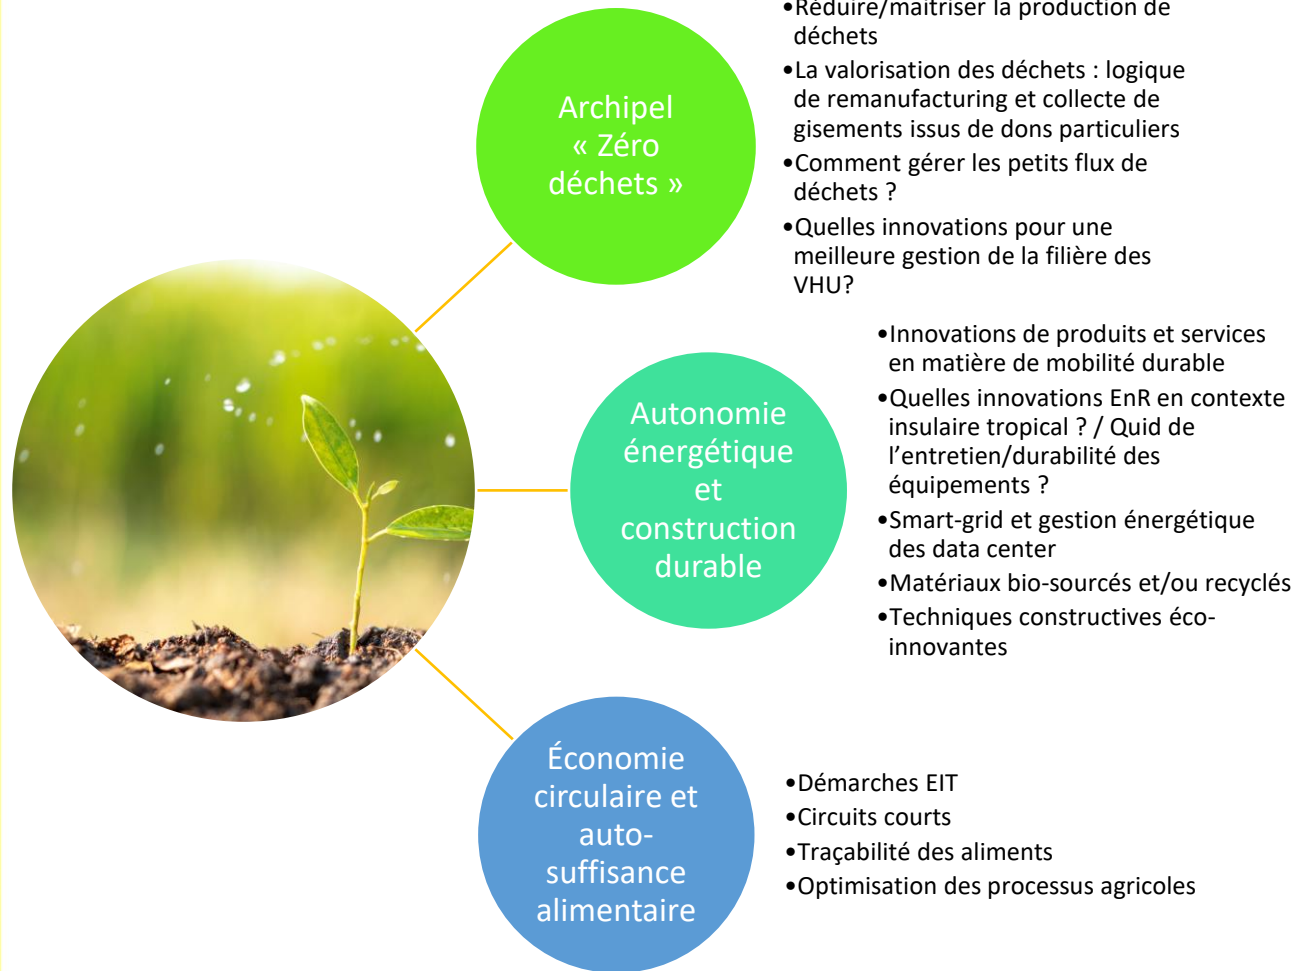 •Réduire/maitriser la production de
déchets
•La valorisation des déchets : logique
de remanufacturing et collecte de
gisements issus de dons particuliers
•Comment gérer les petits flux de
déchets ?
•Quelles innovations pour une
meilleure gestion de la filière des
VHU?
Archipel
« Zéro
déchets »
•Innovations de produits et services
en matière de mobilité durable
•Quelles innovations EnR en contexte
insulaire tropical ? / Quid de
l’entretien/durabilité des
équipements ?
•Smart-grid et gestion énergétique
des data center
•Matériaux bio-sourcés et/ou recyclés
•Techniques constructives éco-
innovantes
Autonomie
énergétique
et
construction
durable
Économie
circulaire et
auto-
suffisance
alimentaire
•Démarches EIT
•Circuits courts
•Traçabilité des aliments
•Optimisation des processus agricoles